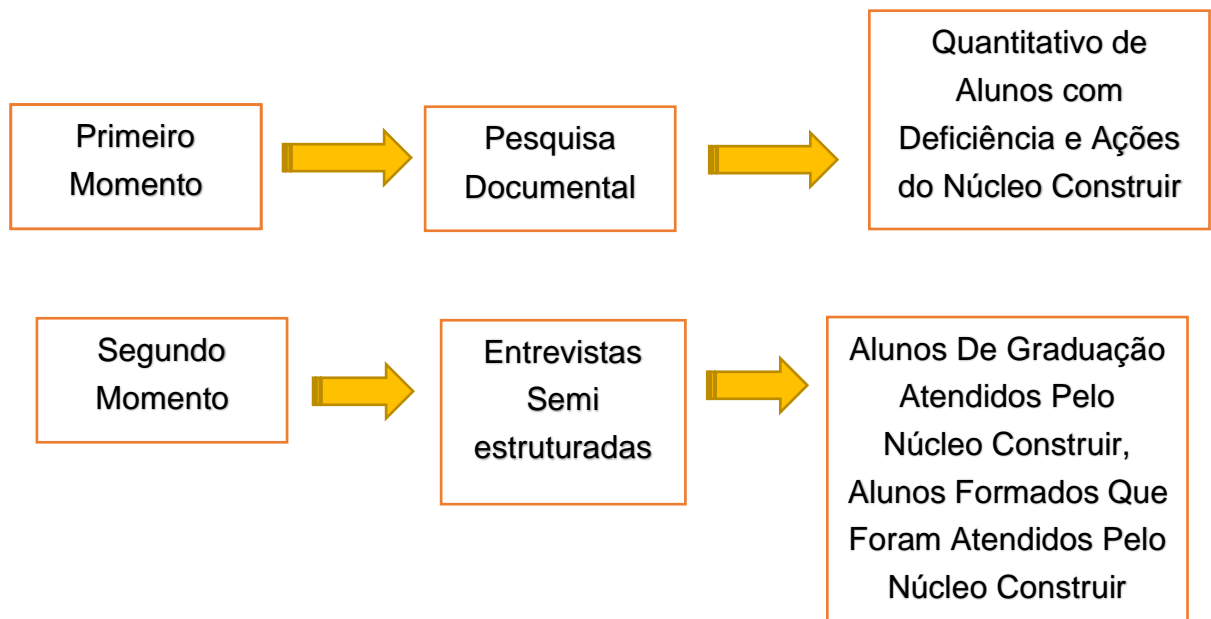 Primeiro
Momento
Pesquisa
Documental
Quantitativo de
Alunos com
Deficiência e Ações
do Núcleo Construir
Segundo
Momento
Entrevistas
Semi
estruturadas
Alunos De Graduação
Atendidos Pelo
Núcleo Construir,
Alunos Formados Que
Foram Atendidos Pelo
Núcleo Construir